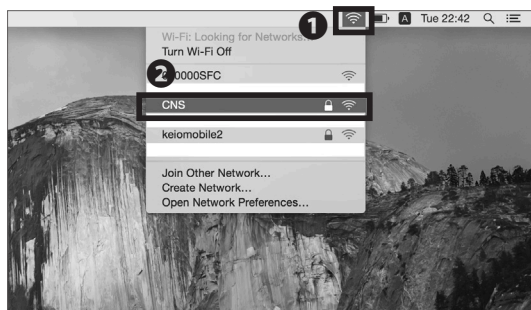 1
A Tue 22:42
Wi-Fi: Looking for Networks...
Turn Wi-Fi Off
2
0000SFC
CNS
keiomobile2
Join Other Network...
Create Network...
Open Network Preferences...